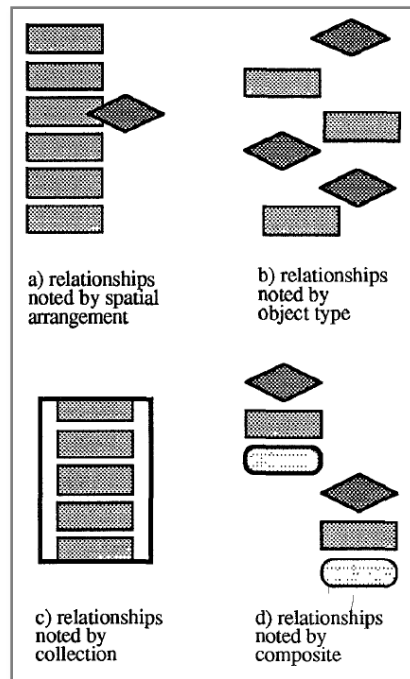 a) relationships
noted by spatial
arrangement
b) relationships
noted by
object type
c) relationships
noted by
collection
d) relationships
noted by
composite